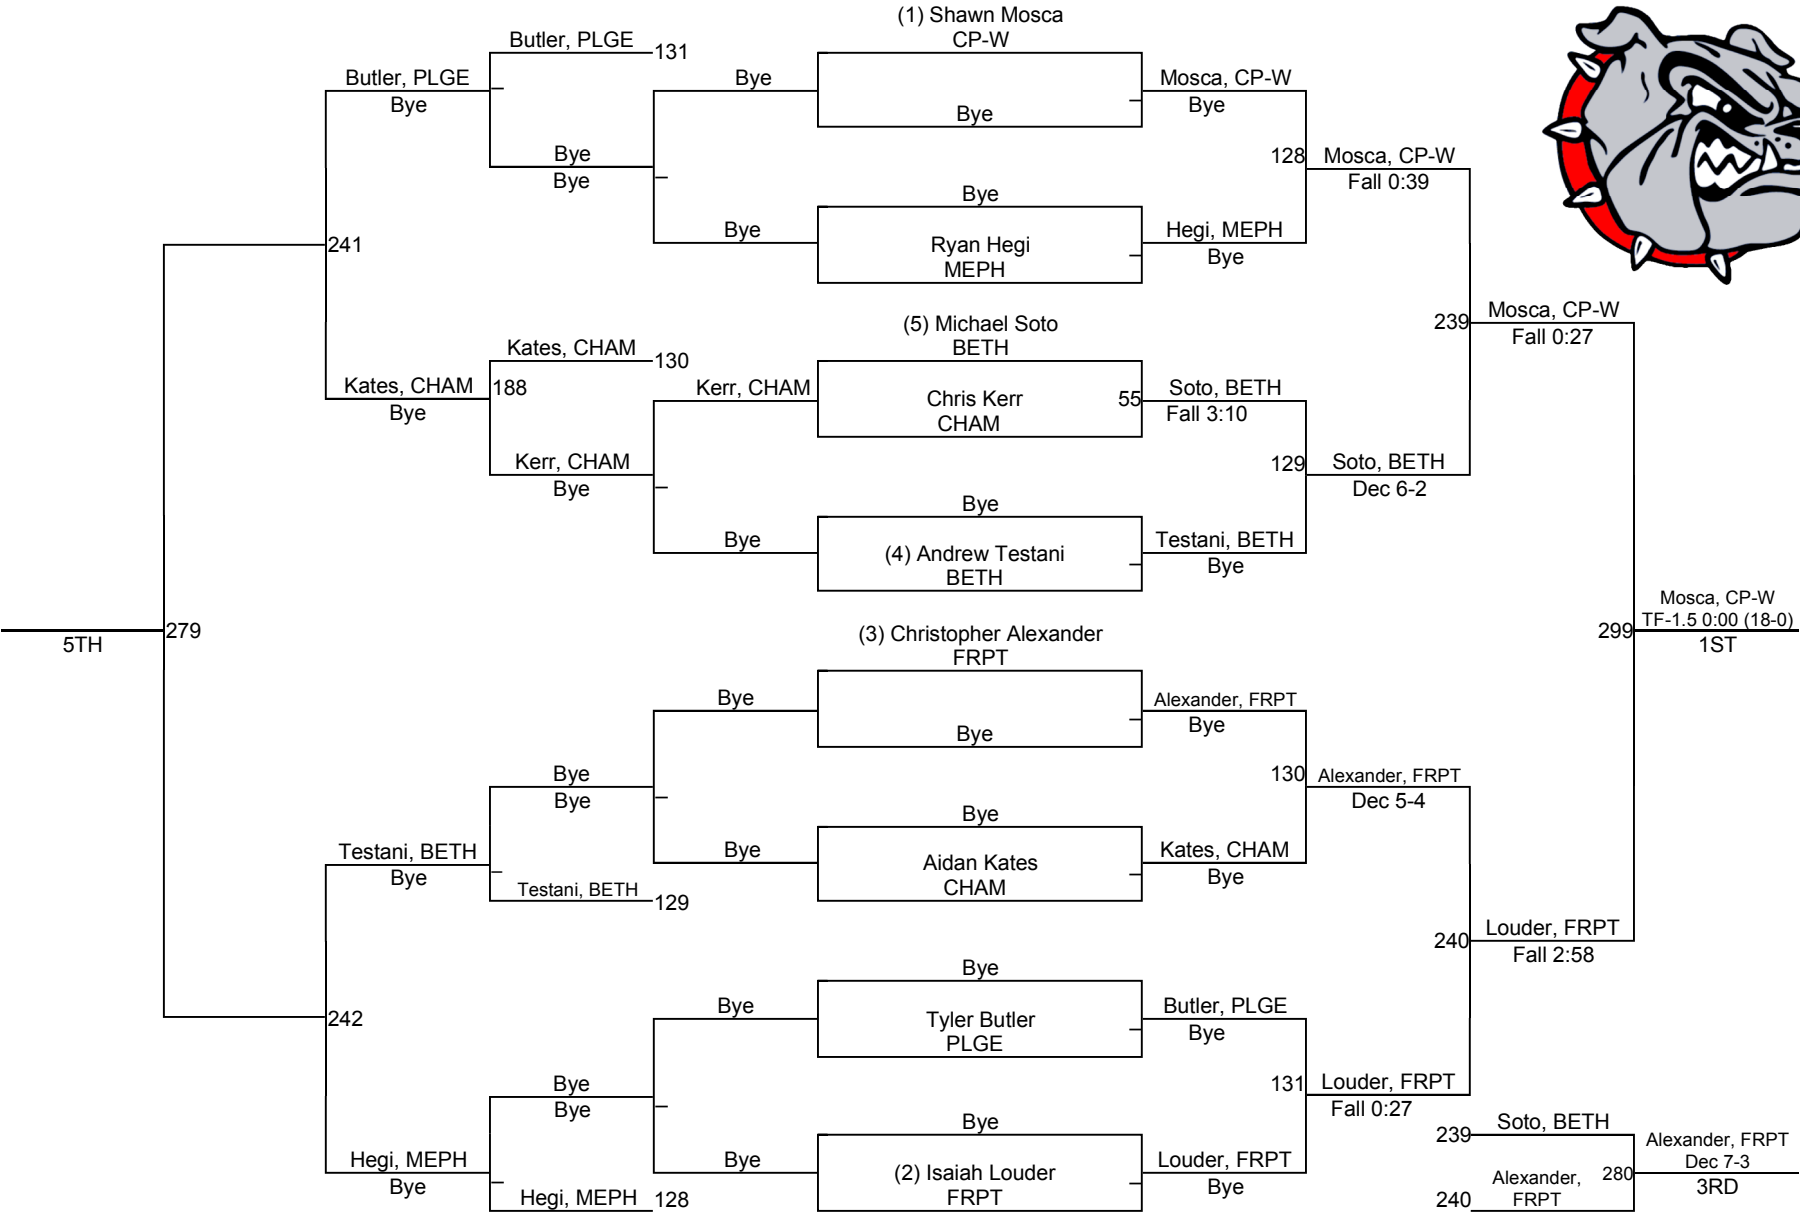 (1) Shawn Mosca
CP-W
Butler, PLGE
131
Butler, PLGE
Bye
Bye
Bye
Mosca, CP-W
Bye
Bye
Bye
128
Mosca, CP-W
Fall 0:39
Bye
Bye
Ryan Hegi
MEPH
Hegi, MEPH
Bye
241
(5) Michael Soto
BETH
239
Mosca, CP-W
Fall 0:27
Kates, CHAM
130
Kates, CHAM
Bye
188
Kerr, CHAM
Chris Kerr
CHAM
55
Soto, BETH
Fall 3:10
Kerr, CHAM
Bye
129
Soto, BETH
Dec 6-2
Bye
Bye
(4) Andrew Testani
BETH
Testani, BETH
Bye
5TH
279
(3) Christopher Alexander
FRPT
299
Mosca, CP-W
TF-1.5 0:00 (18-0)
1ST
Bye
Bye
Alexander, FRPT
Bye
Bye
Bye
130
Alexander, FRPT
Dec 5-4
Bye
Testani, BETH
Bye
Bye
Aidan Kates
CHAM
Kates, CHAM
Bye
Testani, BETH
129
240
Louder, FRPT
Fall 2:58
Bye
Bye
Tyler Butler
PLGE
Butler, PLGE
Bye
242
Bye
Bye
131
Louder, FRPT
Fall 0:27
Bye
Hegi, MEPH
Bye
Bye
(2) Isaiah Louder
FRPT
Louder, FRPT
Bye
Hegi, MEPH
128
239
Soto, BETH
240
Alexander,
FRPT
280
Alexander, FRPT
Dec 7-3
3RD